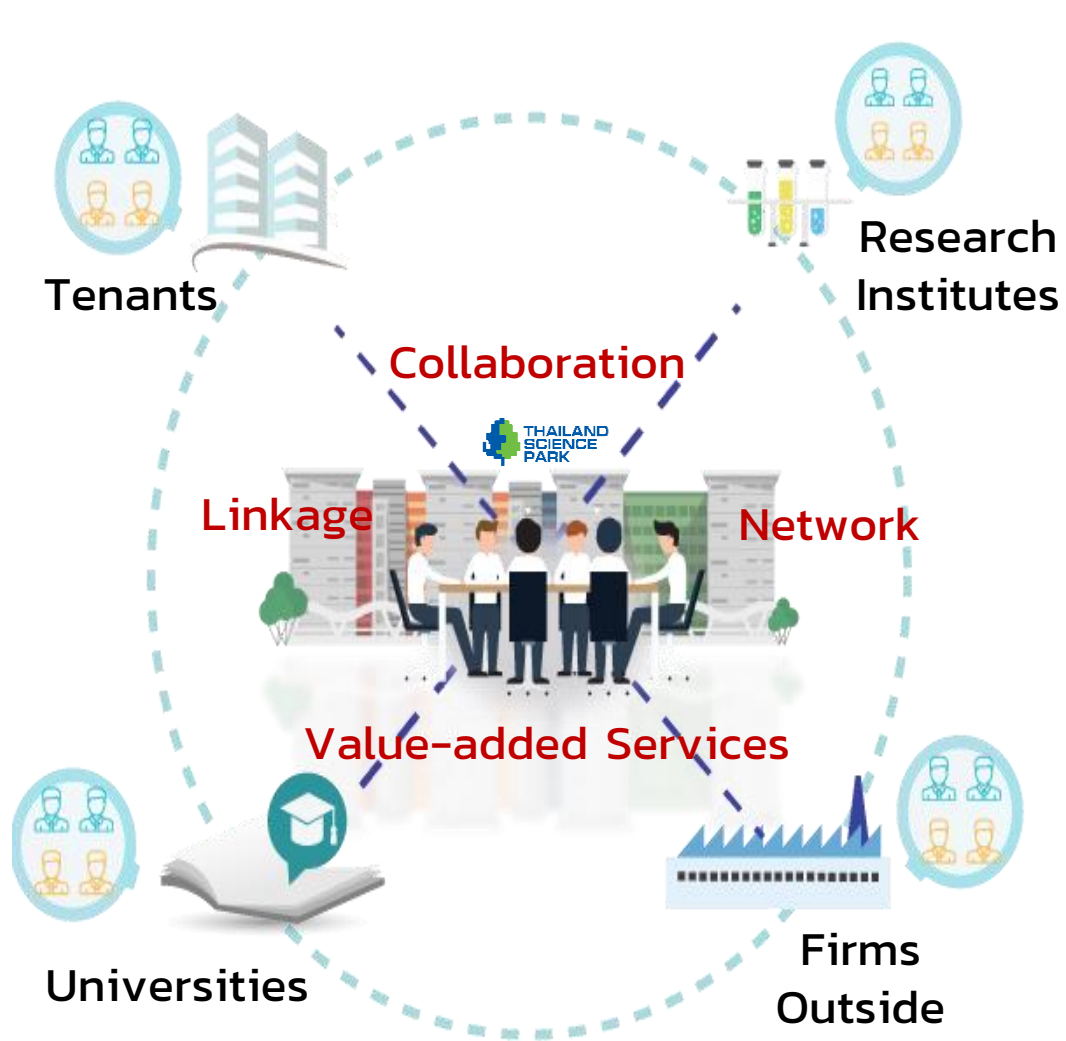 Research
Institutes
Tenants
Collaboration
THAILAND
SCIENCE
PARK
Linkage
Network
Value-added Services
Universities
Firms
Outside